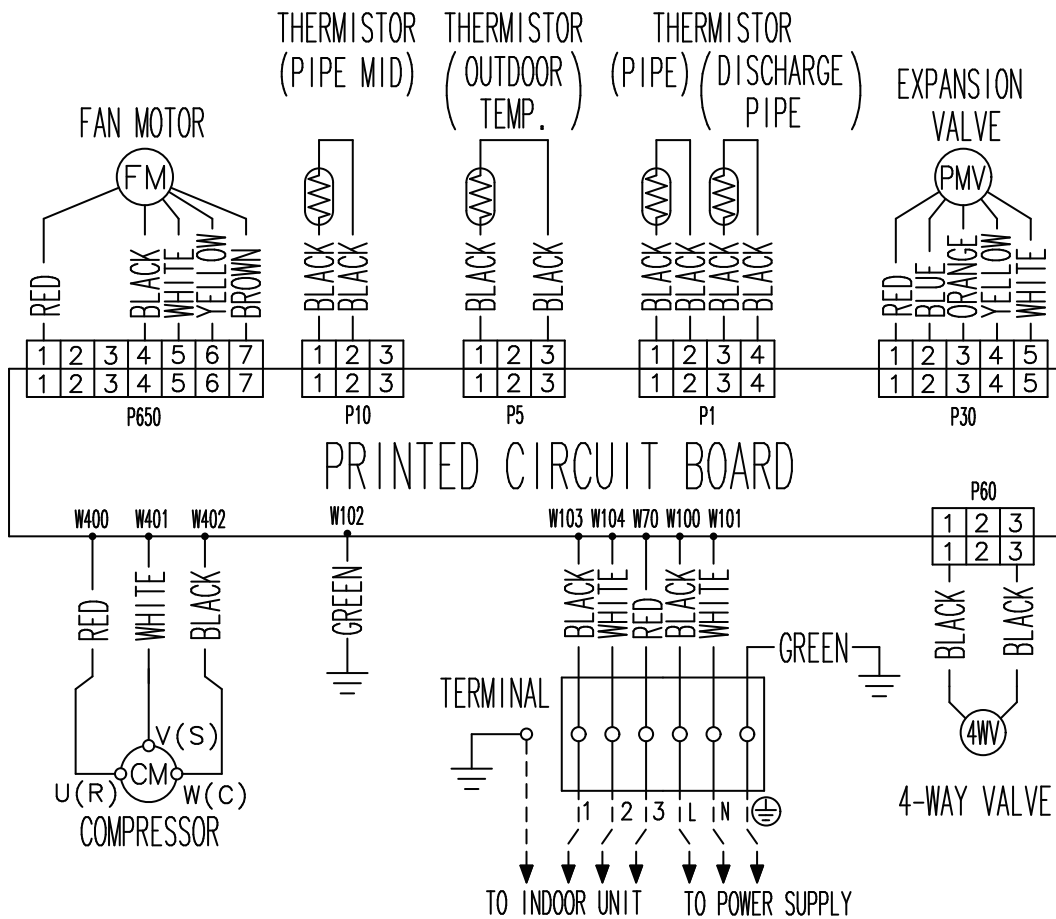 THERMISTOR
(PIPE MID)
THERMISTOR
(OUTDOOR
TEMP.)
THERMISTOR
(PIPE) (DISCHARGE
PIPE)
EXPANSION
VALVE
FAN MOTOR
FM
PMV
RED
BLACK
WHITE
YELLOW
BROWN
BLACK
BLACK
BLACK
BLACK
BLACK
BLACK
BLACK
BLACK
RED
BLUE
ORANGE
YELLOW
WHITE
1 2 3 4 5 6 7
1 2 3 4 5 6 7
P650
1 2 3
1 2 3
P10
1 2 3
1 2 3
P5
1 2 3 4
1 2 3 4
P1
1 2 3 4 5
1 2 3 4 5
P30
PRINTED CIRCUIT BOARD
W400 W401 W402
W102
W103 W104 W70 W100 W101
P60
1 2 3
1 2 3
RED
WHITE
BLACK
GREEN
BLACK
WHITE
RED
BLACK
WHITE
GREEN
BLACK
BLACK
TERMINAL
V(S)
CM
U(R)
W(C)
COMPRESSOR
4WV
4-WAY VALVE
1 2 3 L N
TO INDOOR UNIT
TO POWER SUPPLY